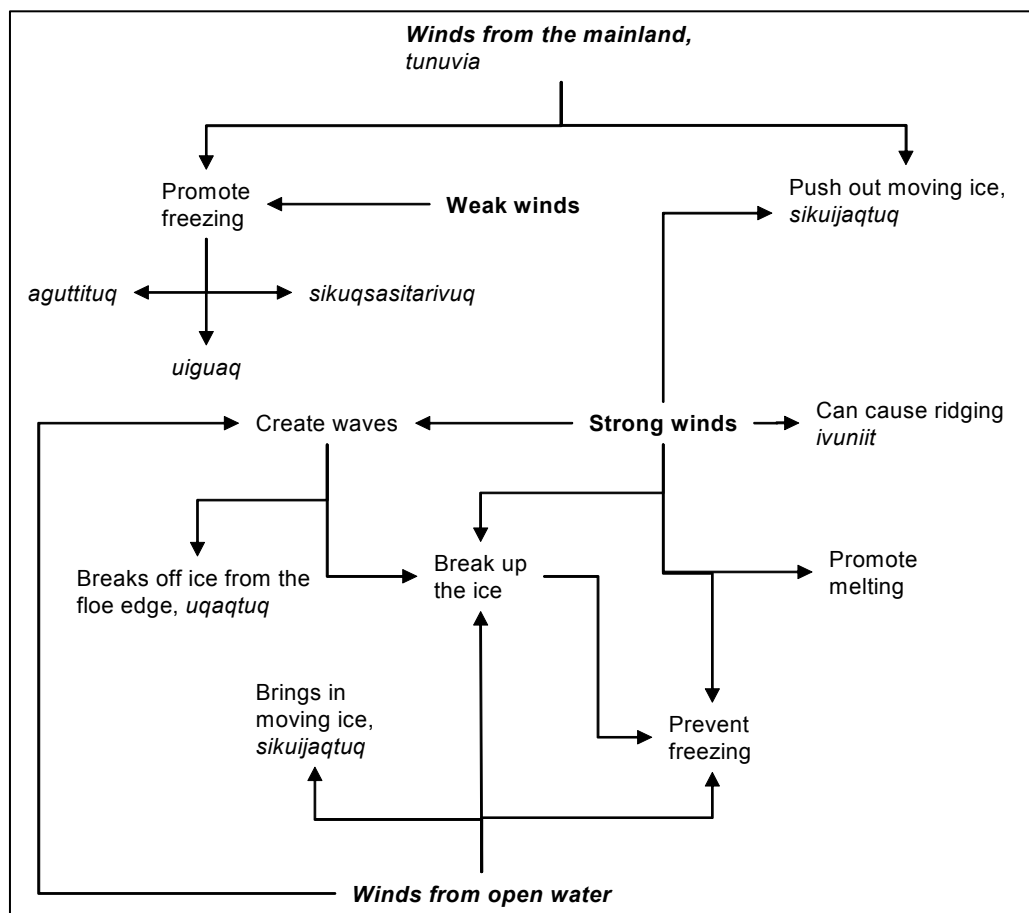 Winds from the mainland,
tunuvia
Promote
freezing
Weak winds
Push out moving ice,
sikuijaqtuq
aguttituq
sikuqsasitarivuq
uiguaq
Create waves
Strong winds
Can cause ridging
ivuniit
Breaks off ice from the
floe edge, uqaqtuq
Break up
the ice
Promote
melting
Brings in
moving ice,
sikuijaqtuq
Prevent
freezing
Winds from open water